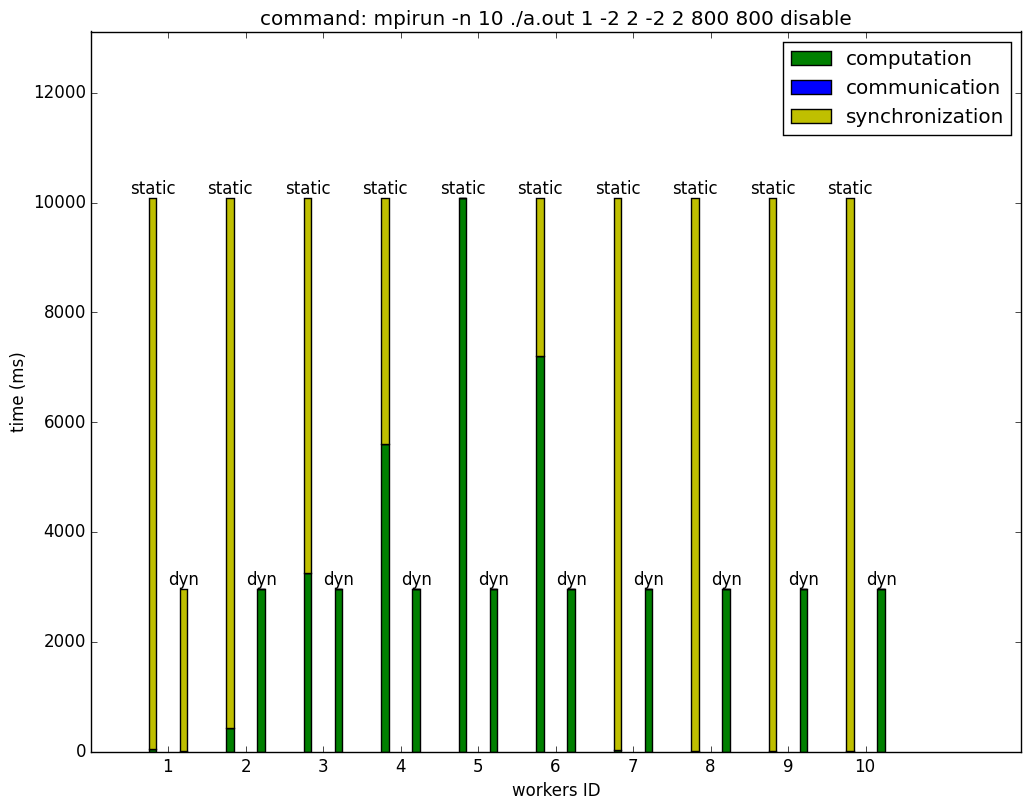 command: mpirun -n 10 ./a.out 1 -2 2 -2 2 800 800 disable
computation
communication
synchronization
12000
10000
8000
6000
4000
2000
0
time (ms)
static static static static static static static static static static
dyn dyn dyn dyn dyn dyn dyn dyn dyn dyn
1 2 3 4 5 6 7 8 9 10
workers ID